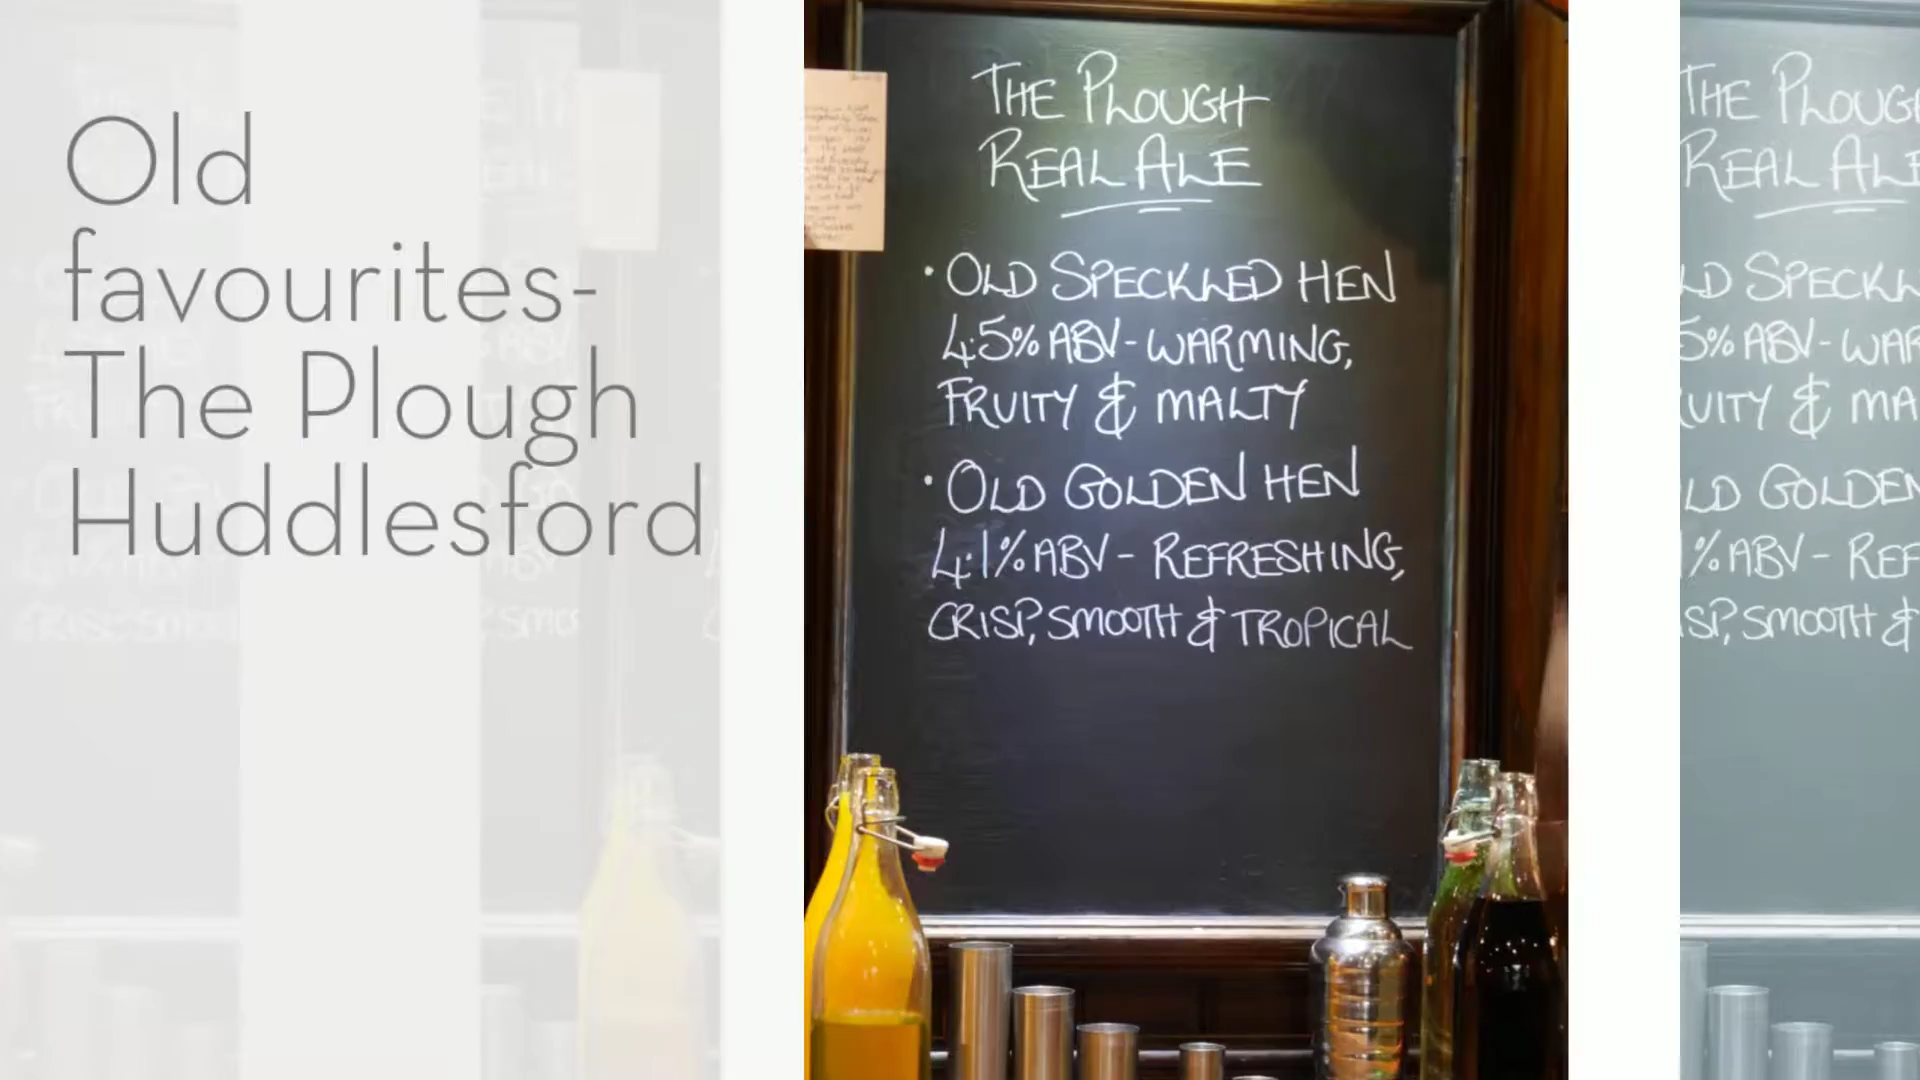 Old
favourites-
The Plough
Huddlesford
THE PLOUGH
REAL ALE
• OLD SPECKLED HEN
4.5% ABV - WARMING,
FRUITY & MALTY
• OLD GOLDEN HEN
4.1% ABV - REFRESHING,
CRISP, SMOOTH & TROPICAL